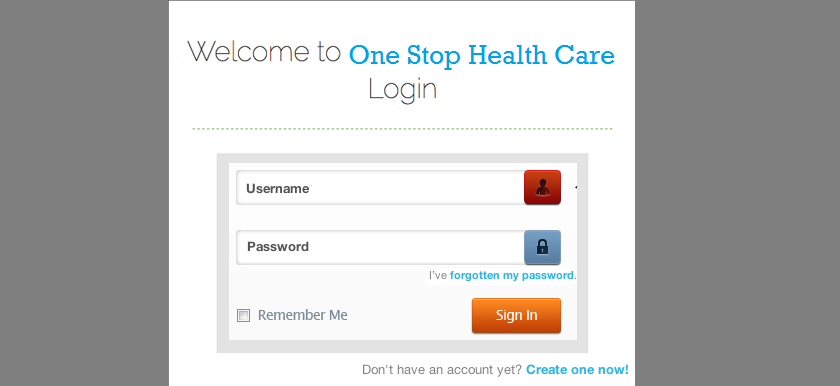 Welcome to One Stop Health Care
Login
Username
Password
I've forgotten my password.
Remember Me
Sign In
Don't have an account yet? Create one now!